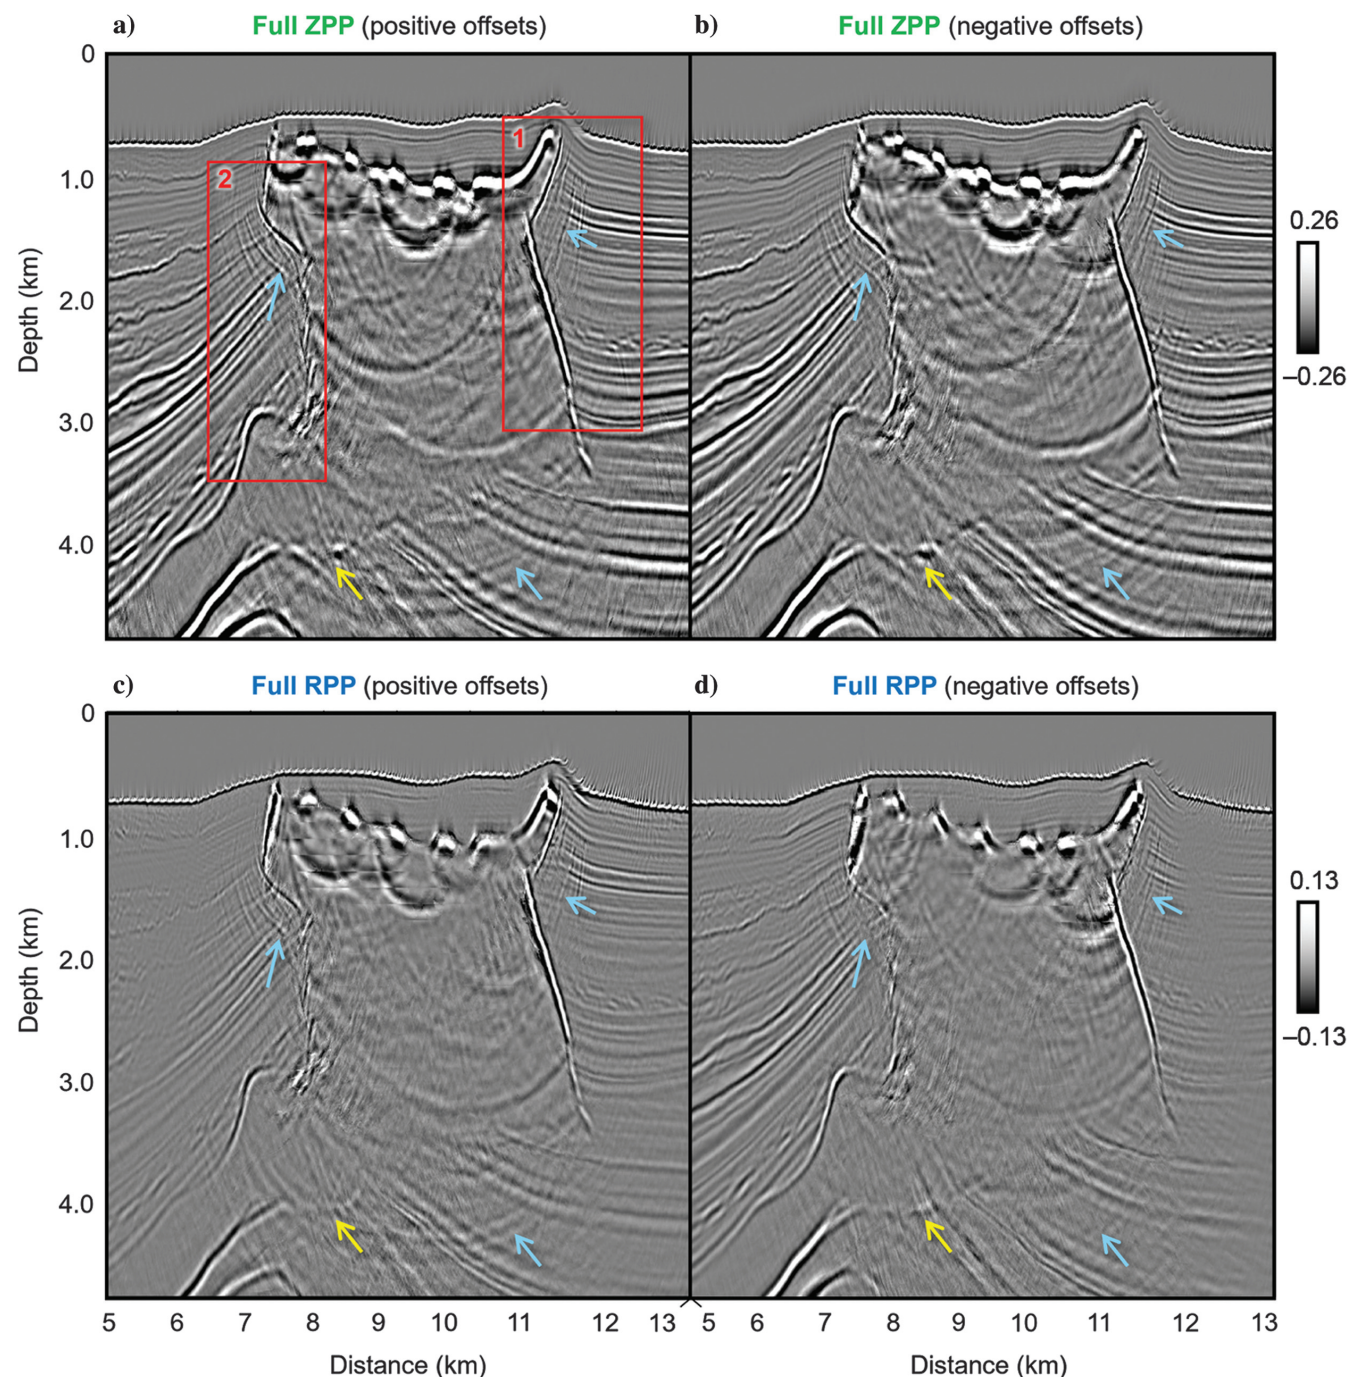 a) Full ZPP (positive offsets)
b) Full ZPP (negative offsets)
0
1.0
2.0
3.0
4.0
Depth (km)
1
2
0.26
–0.26
c) Full RPP (positive offsets)
d) Full RPP (negative offsets)
0
1.0
2.0
3.0
4.0
Depth (km)
0.13
–0.13
5 6 7 8 9 10 11 12 13
5 6 7 8 9 10 11 12 13
Distance (km)
Distance (km)